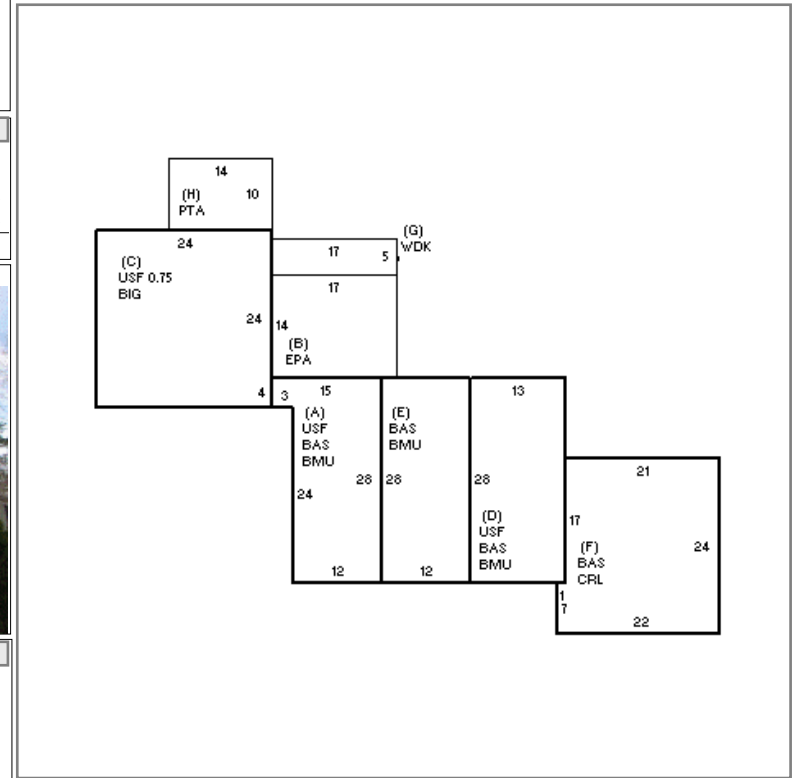 14
(H)
10
PTA
24
(C)
USF 0.75
BIG
24
4
(G)
WDK
17
5
17
14
(B)
EPA
3
15
(A)
USF
BAS
BMU
28
24
12
(E)
BAS
BMU
28
12
13
28
(D)
USF
BAS
BMU
21
17
24
(F)
BAS
CRL
1
7
22